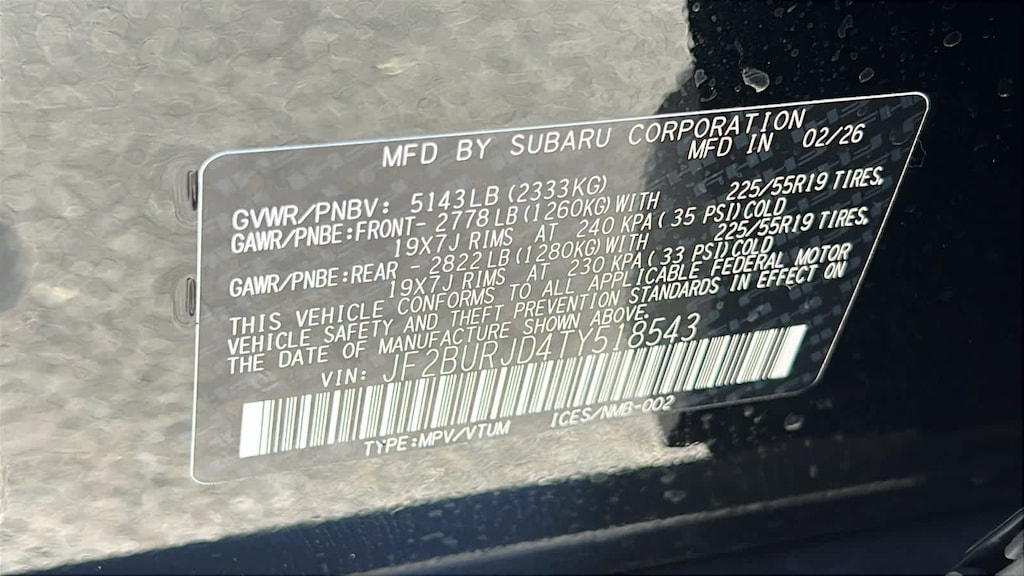 MFD BY SUBARU CORPORATION
MFD IN 02/26
GVWR/PNBV: 5143LB (2333KG)
GAWR/PNBE:FRONT- 2778LB (1260KG) WITH 225/55R19 TIRES,
19X7J RIMS AT 240 KPA (35 PSI) COLD
GAWR/PNBE:REAR - 2822LB (1280KG) WITH 225/55R19 TIRES,
19X7J RIMS AT 230 KPA (33 PSI) COLD
THIS VEHICLE CONFORMS TO ALL APPLICABLE FEDERAL MOTOR
VEHICLE SAFETY AND THEFT PREVENTION STANDARDS IN EFFECT ON
THE DATE OF MANUFACTURE SHOWN ABOVE.
VIN: JF2BURJD4TY518543
TYPE:MPV/VTUM ICES/NMB-002